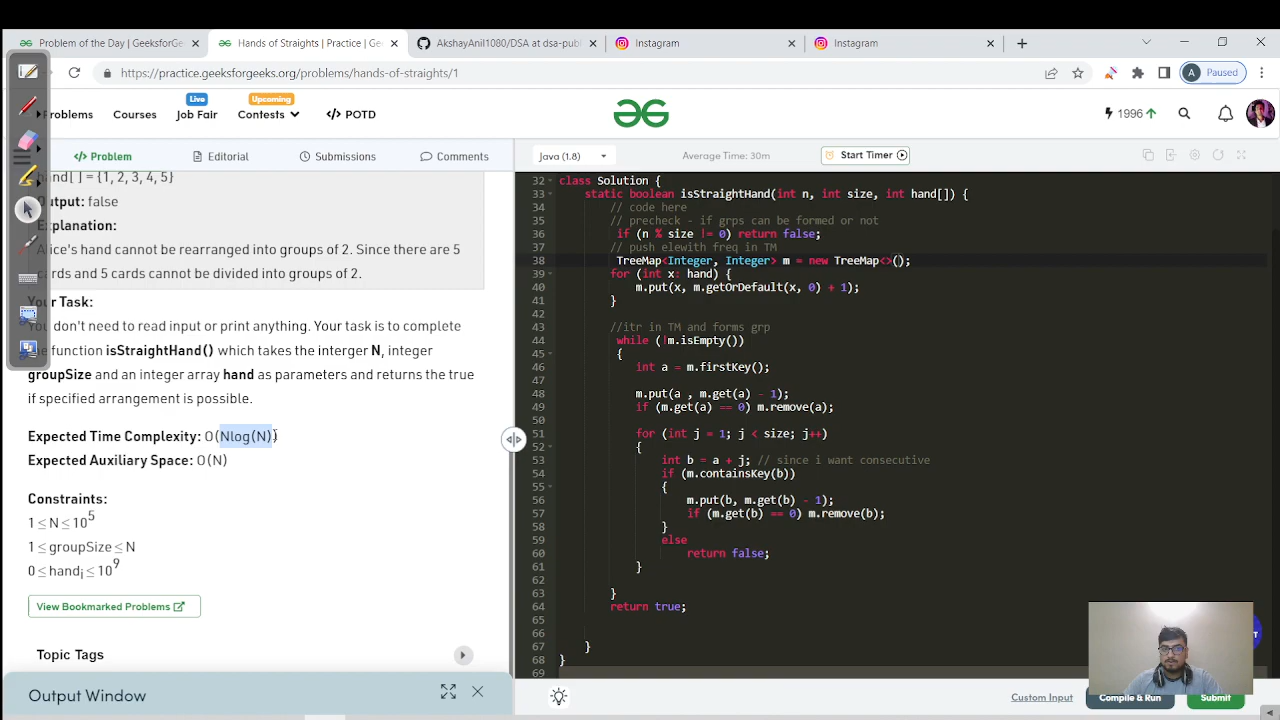 Problem of the Day | GeeksforGeeks
Hands of Straights | Practice | Ge
AkshayAnil1080/DSA at dsa-pub
Instagram
Instagram
https://practice.geeksforgeeks.org/problems/hands-of-straights/1
A Paused
Problems
Courses
Live
Job Fair
Upcoming
Contests
</> POTD
1996
</> Problem
Editorial
Submissions
Comments
Java (1.8)
Average Time: 30m
Start Timer
hand[ ] = {1, 2, 3, 4, 5}
Output: false
Explanation:
Alice's hand cannot be rearranged into groups of 2. Since there are 5
cards and 5 cards cannot be divided into groups of 2.
Your Task:
You don't need to read input or print anything. Your task is to complete
the function isStraightHand() which takes the interger N, integer
groupSize and an integer array hand as parameters and returns the true
if specified arrangement is possible.
Expected Time Complexity: O(Nlog(N))
Expected Auxiliary Space: O(N)
Constraints:
1 ≤ N ≤ 10^5
1 ≤ groupSize ≤ N
0 ≤ hand_i ≤ 10^9
View Bookmarked Problems
Topic Tags
Output Window
32 class Solution {
33 static boolean isStraightHand(int n, int size, int hand[]) {
34 // code here
35 // precheck - if grps can be formed or not
36 if (n % size != 0) return false;
37 // push elewith freq in TM
38 TreeMap<Integer, Integer> m = new TreeMap<>();
39 for (int x: hand) {
40 m.put(x, m.getOrDefault(x, 0) + 1);
41 }
42
43 //itr in TM and forms grp
44 while (!m.isEmpty())
45 {
46 int a = m.firstKey();
47
48 m.put(a , m.get(a) - 1);
49 if (m.get(a) == 0) m.remove(a);
50
51 for (int j = 1; j < size; j++)
52 {
53 int b = a + j; // since i want consecutive
54 if (m.containsKey(b))
55 {
56 m.put(b, m.get(b) - 1);
57 if (m.get(b) == 0) m.remove(b);
58 }
59 else
60 return false;
61 }
62
63 }
64 return true;
65
66
67 }
68 }
69
Custom Input
Compile & Run
Submit